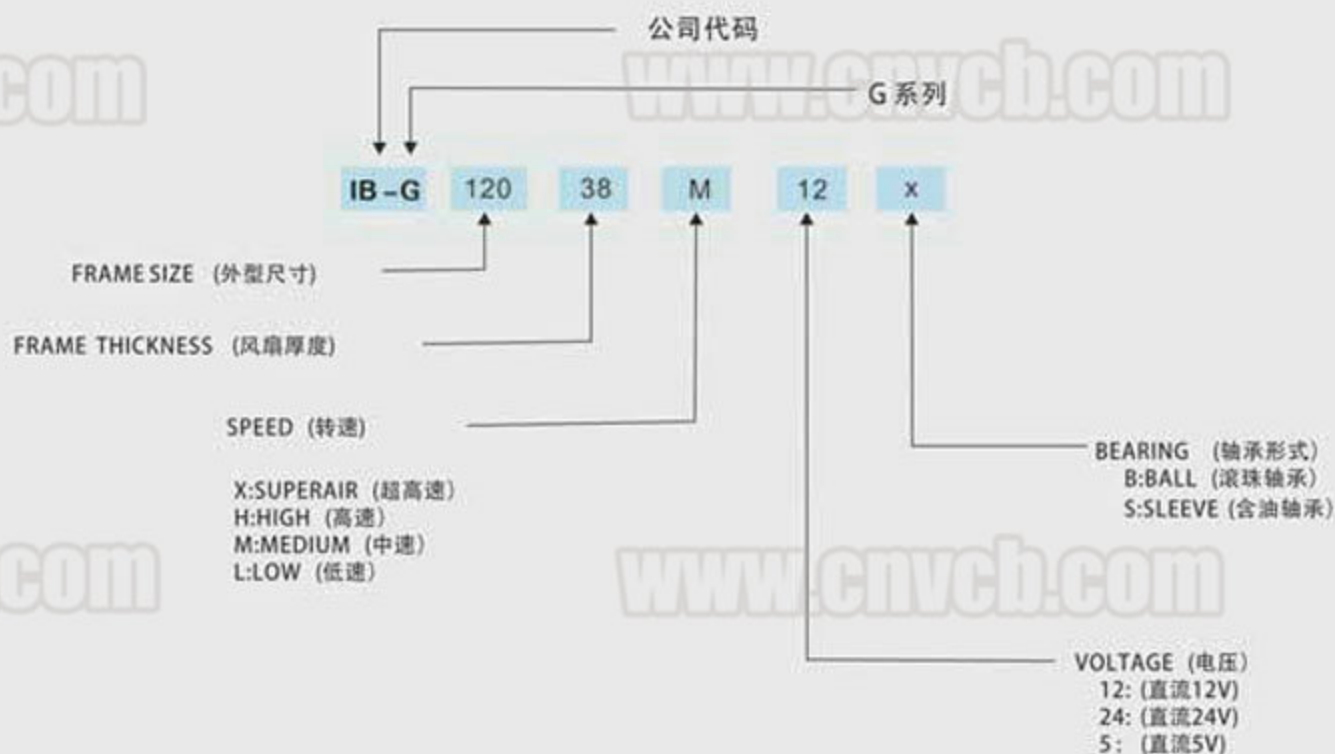 公司代码
www.cnvcb.com
.com
G 系列
IB-G 120 38 M 12 x
FRAME SIZE (外型尺寸)
FRAME THICKNESS (风扇厚度)
SPEED (转速)
X:SUPERAIR (超高速)
H:HIGH (高速)
M:MEDIUM (中速)
L:LOW (低速)
BEARING (轴承形式)
B:BALL (滚珠轴承)
S:SLEEVE (含油轴承)
.com
www.cnvcb.com
VOLTAGE (电压)
12: (直流12V)
24: (直流24V)
5: (直流5V)